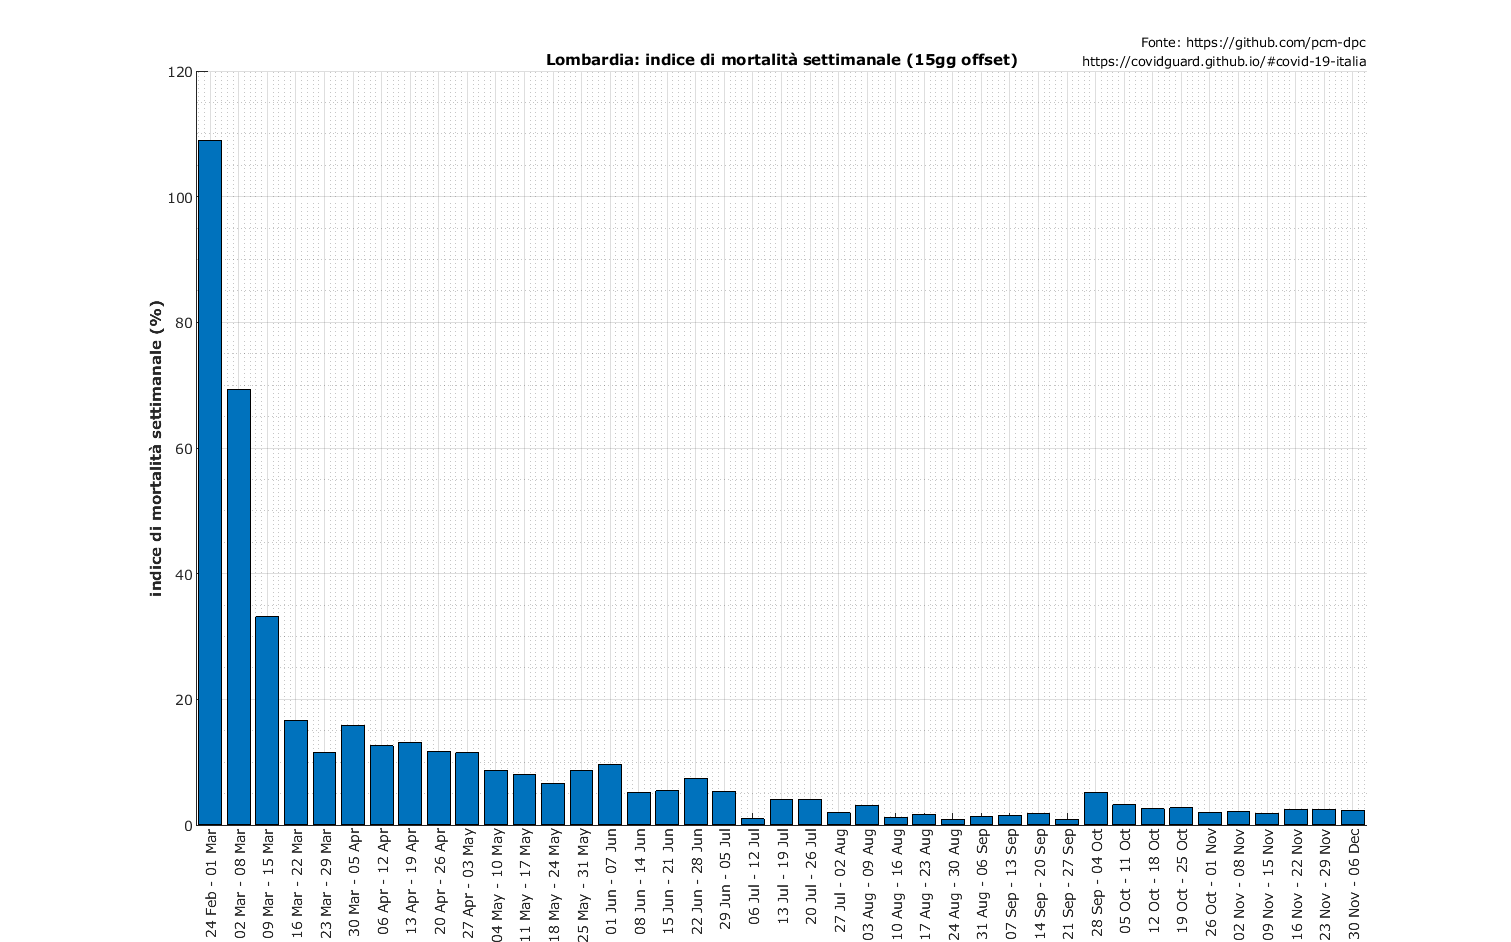 Fonte: https://github.com/pcm-dpc
Lombardia: indice di mortalità settimanale (15gg offset)
https://covidguard.github.io/#covid-19-italia
indice di mortalità settimanale (%)
120
100
80
60
40
20
0
24 Feb - 01 Mar
02 Mar - 08 Mar
09 Mar - 15 Mar
16 Mar - 22 Mar
23 Mar - 29 Mar
30 Mar - 05 Apr
06 Apr - 12 Apr
13 Apr - 19 Apr
20 Apr - 26 Apr
27 Apr - 03 May
04 May - 10 May
11 May - 17 May
18 May - 24 May
25 May - 31 May
01 Jun - 07 Jun
08 Jun - 14 Jun
15 Jun - 21 Jun
22 Jun - 28 Jun
29 Jun - 05 Jul
06 Jul - 12 Jul
13 Jul - 19 Jul
20 Jul - 26 Jul
27 Jul - 02 Aug
03 Aug - 09 Aug
10 Aug - 16 Aug
17 Aug - 23 Aug
24 Aug - 30 Aug
31 Aug - 06 Sep
07 Sep - 13 Sep
14 Sep - 20 Sep
21 Sep - 27 Sep
28 Sep - 04 Oct
05 Oct - 11 Oct
12 Oct - 18 Oct
19 Oct - 25 Oct
26 Oct - 01 Nov
02 Nov - 08 Nov
09 Nov - 15 Nov
16 Nov - 22 Nov
23 Nov - 29 Nov
30 Nov - 06 Dec